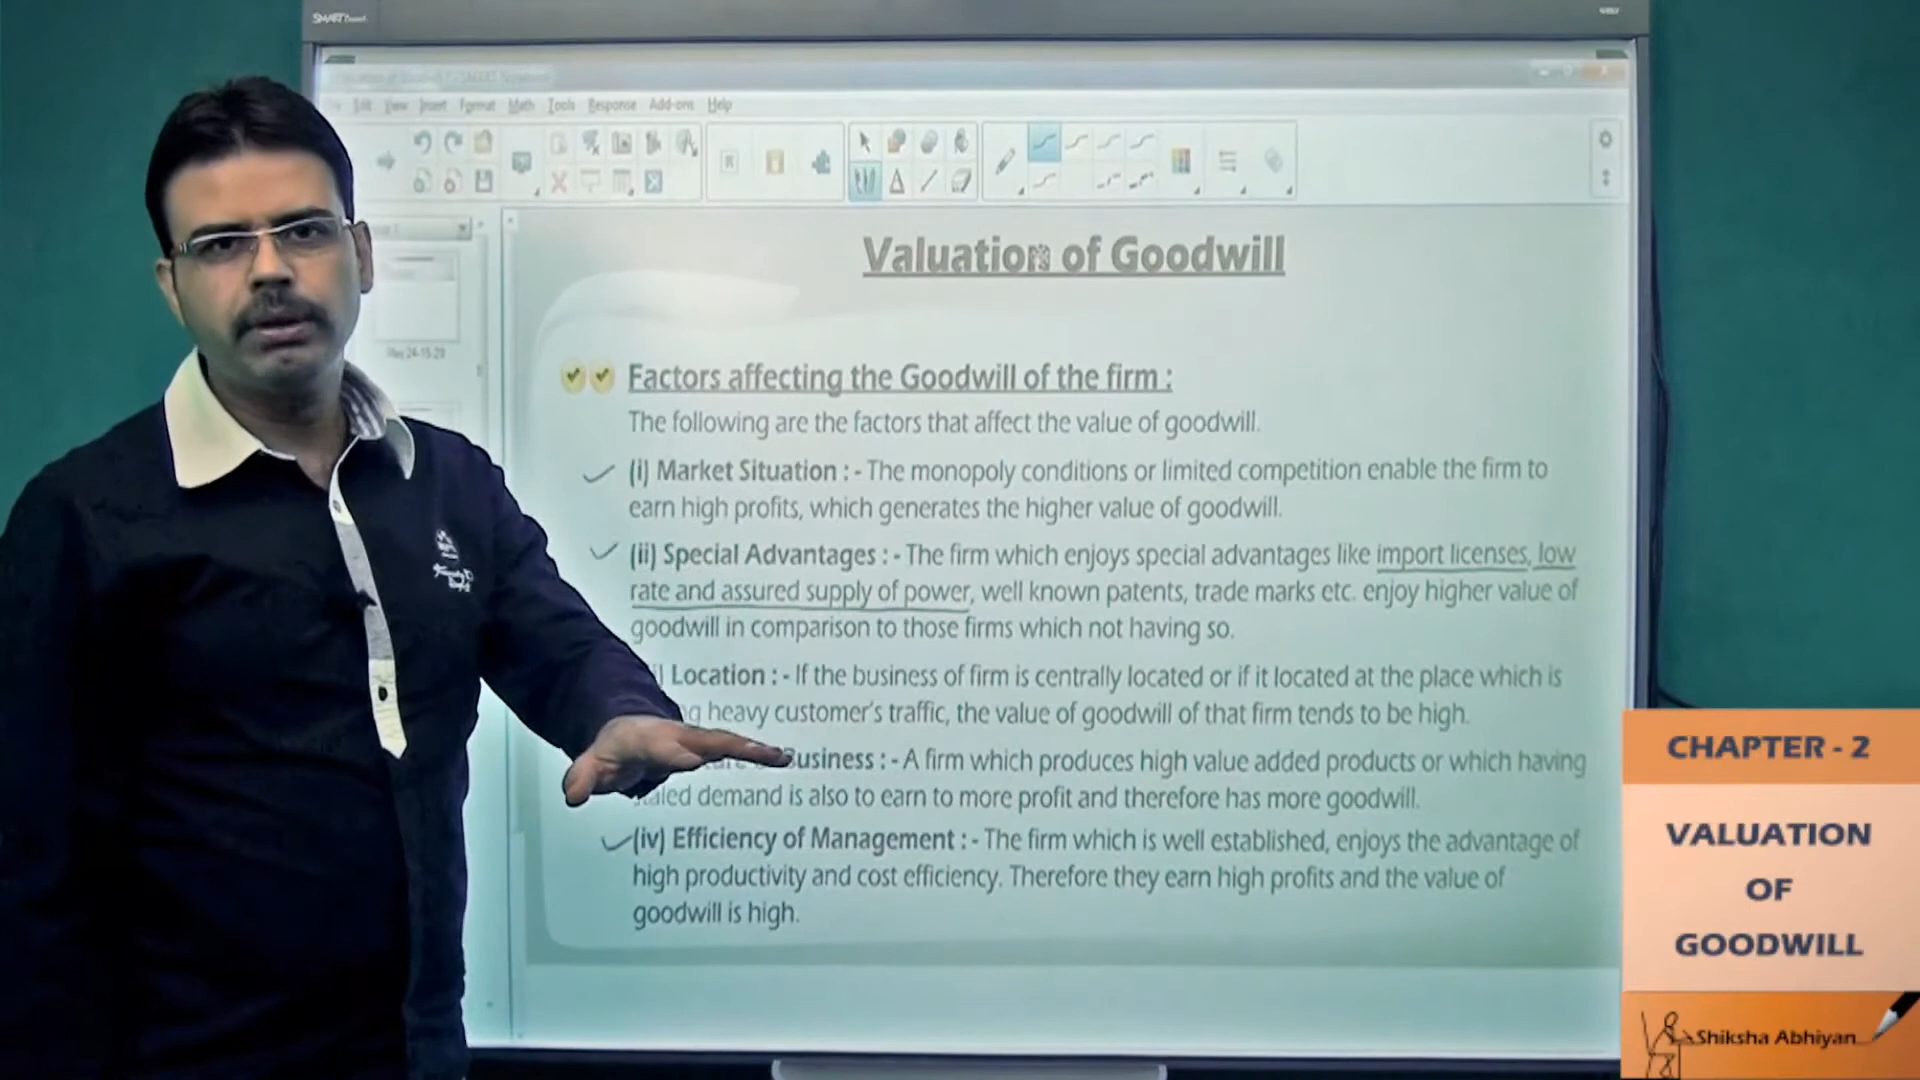 SMART Board
Edit View Insert Format Math Tools Response Add-ons Help
Valuation of Goodwill
May 24-15:29
Factors affecting the Goodwill of the firm :
The following are the factors that affect the value of goodwill.
(i) Market Situation : - The monopoly conditions or limited competition enable the firm to
earn high profits, which generates the higher value of goodwill.
(ii) Special Advantages : - The firm which enjoys special advantages like import licenses, low
rate and assured supply of power, well known patents, trade marks etc. enjoy higher value of
goodwill in comparison to those firms which not having so.
Location : - If the business of firm is centrally located or if it located at the place which is
heavy customer's traffic, the value of goodwill of that firm tends to be high.
Business : - A firm which produces high value added products or which having
demand is also to earn to more profit and therefore has more goodwill.
(iv) Efficiency of Management : - The firm which is well established, enjoys the advantage of
high productivity and cost efficiency. Therefore they earn high profits and the value of
goodwill is high.
CHAPTER - 2
VALUATION
OF
GOODWILL
Shiksha Abhiyan